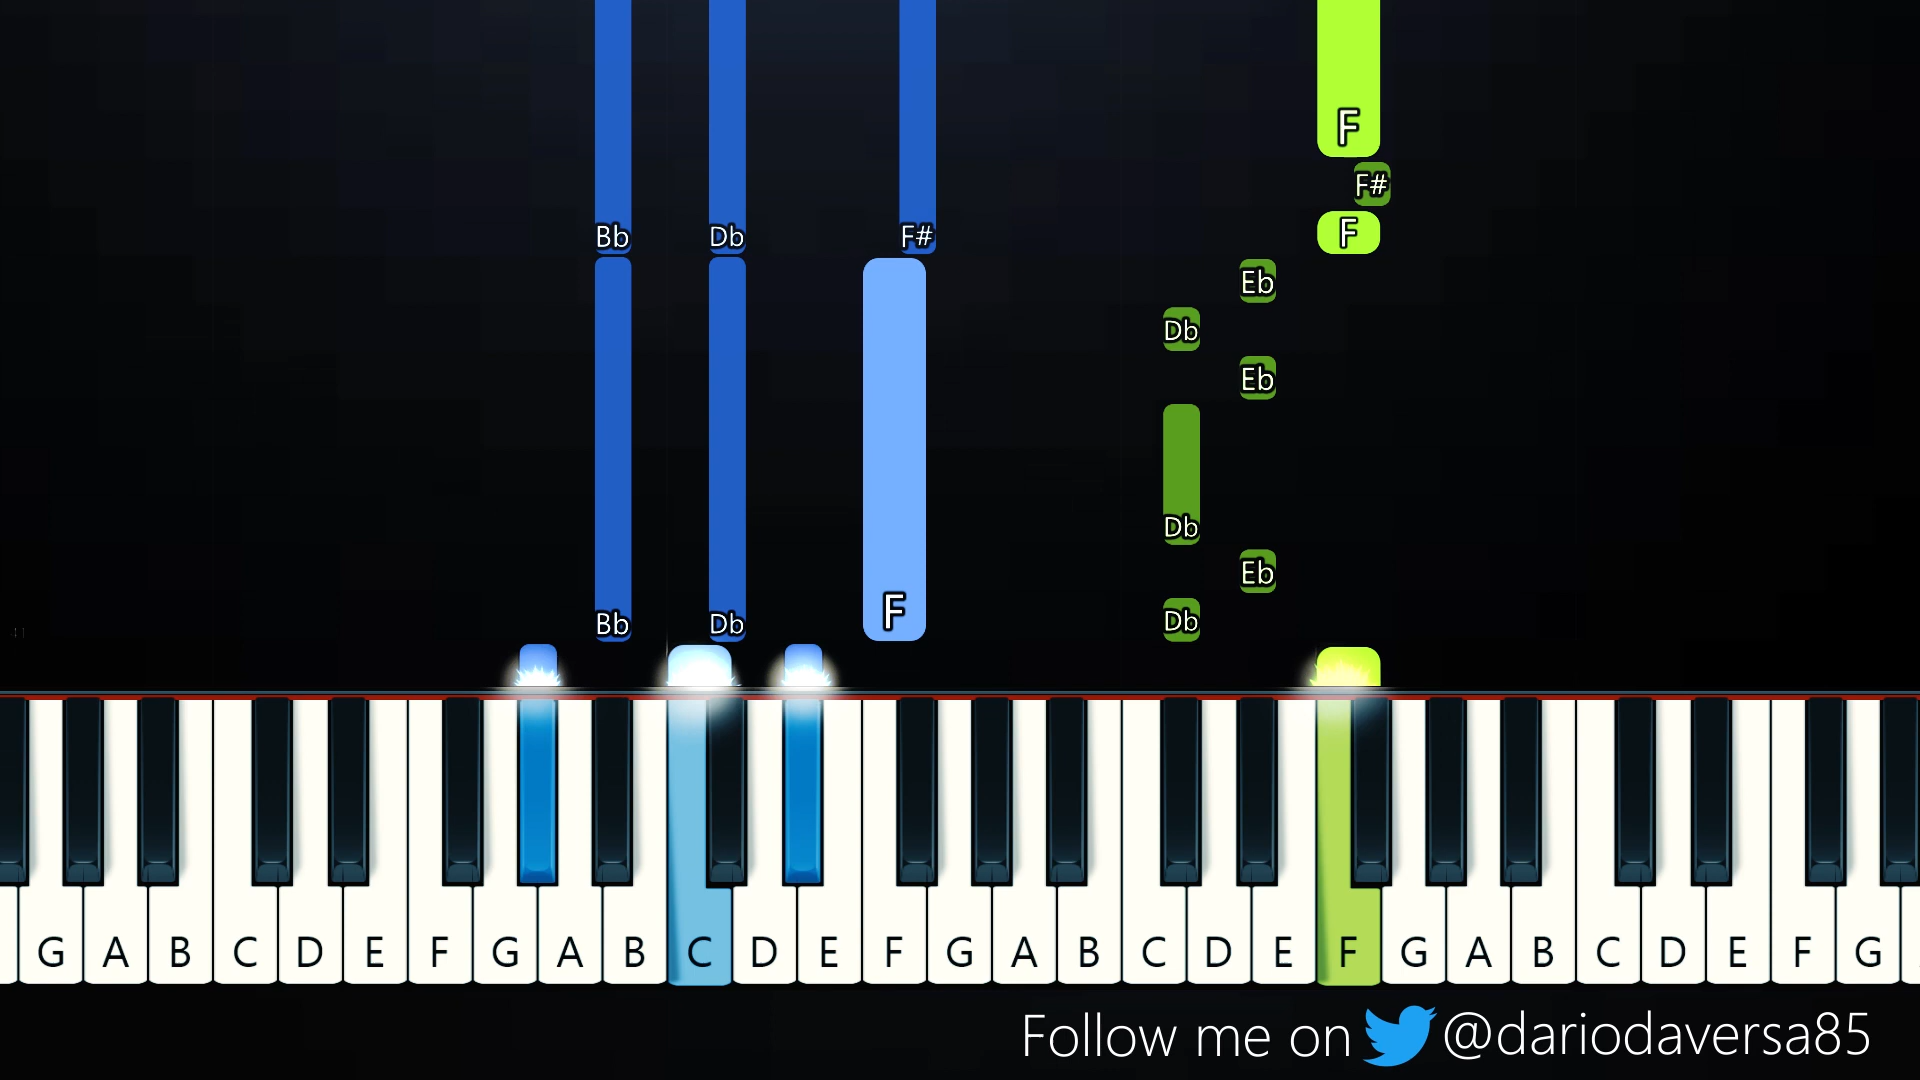 F
F#
F
Bb Db F#
Eb
Db
Eb
Db
Eb
F
Bb Db Db
G A B C D E F G A B C D E F G A B C D E F G A B C D E F G
Follow me on @dariodaversa85